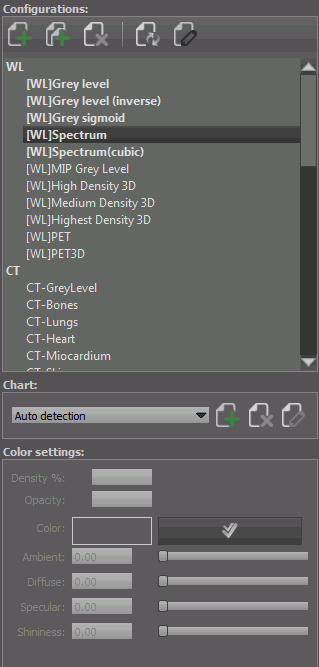 Configurations:
WL
[WL]Grey level
[WL]Grey level (inverse)
[WL]Grey sigmoid
[WL]Spectrum
[WL]Spectrum(cubic)
[WL]MIP Grey Level
[WL]High Density 3D
[WL]Medium Density 3D
[WL]Highest Density 3D
[WL]PET
[WL]PET3D
CT
CT-GreyLevel
CT-Bones
CT-Lungs
CT-Heart
CT-Miocardium
Chart:
Auto detection
Color settings:
Density %:
Opacity:
Color:
Ambient: 0.00
Diffuse: 0.00
Specular: 0.00
Shininess: 0.00